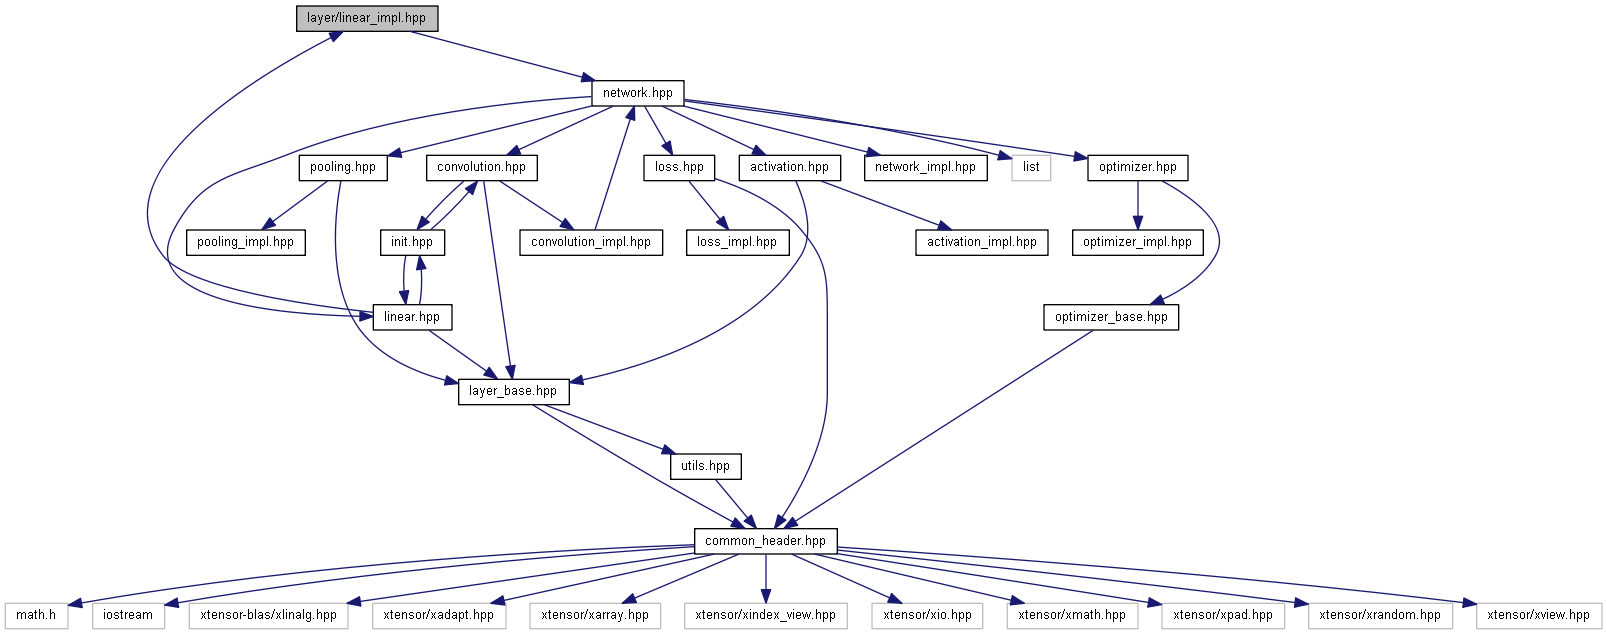 layer/linear_impl.hpp
network.hpp
pooling.hpp
convolution.hpp
loss.hpp
activation.hpp
network_impl.hpp
list
optimizer.hpp
pooling_impl.hpp
init.hpp
convolution_impl.hpp
loss_impl.hpp
activation_impl.hpp
optimizer_impl.hpp
linear.hpp
optimizer_base.hpp
layer_base.hpp
utils.hpp
common_header.hpp
math.h
iostream
xtensor-blas/xlinalg.hpp
xtensor/xadapt.hpp
xtensor/xarray.hpp
xtensor/xindex_view.hpp
xtensor/xio.hpp
xtensor/xmath.hpp
xtensor/xpad.hpp
xtensor/xrandom.hpp
xtensor/xview.hpp